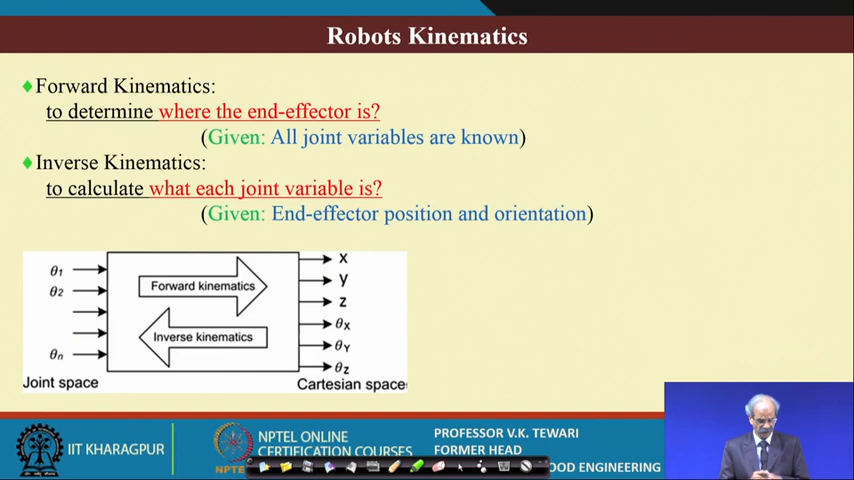 Robots Kinematics
Forward Kinematics:
to determine where the end-effector is?
(Given: All joint variables are known)
Inverse Kinematics:
to calculate what each joint variable is?
(Given: End-effector position and orientation)
θ1
θ2
θn
Joint space
Forward kinematics
Inverse kinematics
x
y
z
θX
θY
θZ
Cartesian space
IIT KHARAGPUR
NPTEL
NPTEL ONLINE
CERTIFICATION COURSES
PROFESSOR V.K. TEWARI
FORMER HEAD
OOD ENGINEERING